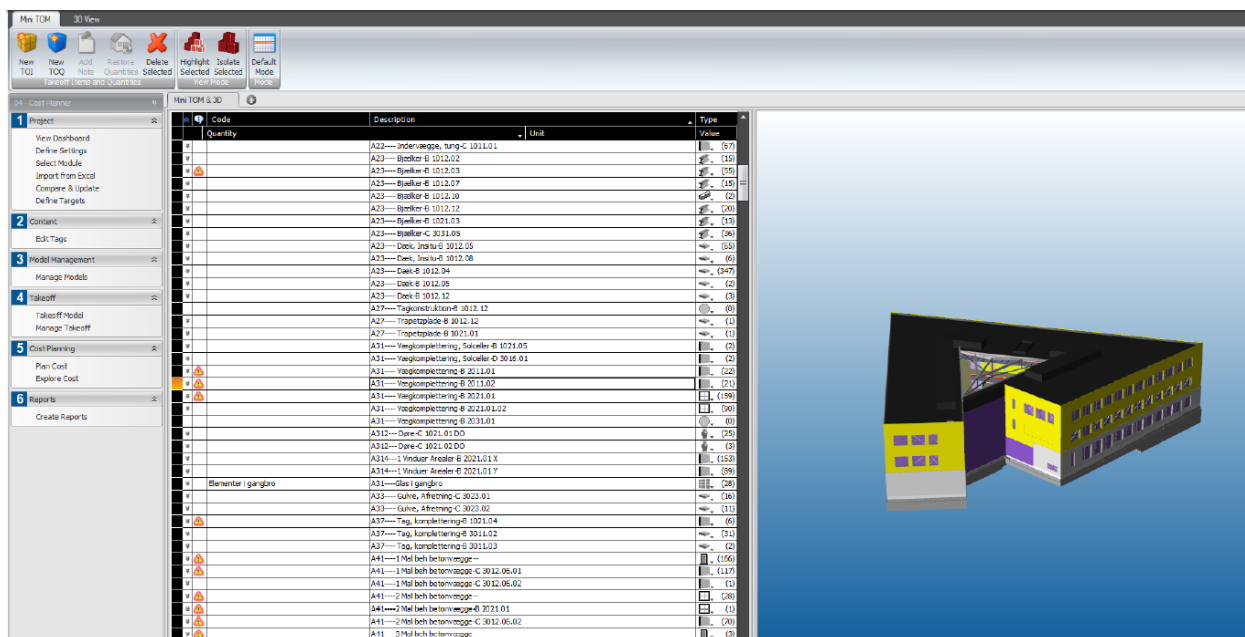 Mini TOM 3D View
New TOI New TOQ Add Note Restore Quantities Delete Selected Highlight Selected Isolate Selected Default Mode
Takeoff Items and Quantities View Mode Mode
04 - Cost Planner
Mini TOM & 3D
1 Project
View Dashboard
Define Settings
Select Module
Import from Excel
Compare & Update
Define Targets
2 Content
Edit Tags
3 Model Management
Manage Models
4 Takeoff
Takeoff Model
Manage Takeoff
5 Cost Planning
Plan Cost
Explore Cost
6 Reports
Create Reports
Code Description Type
Quantity Unit Value
A22---- Indervægge, tung-C 1011.01 (67)
A23---- Bjælker-B 1012.02 (15)
A23---- Bjælker-B 1012.03 (55)
A23---- Bjælker-B 1012.07 (15)
A23---- Bjælker-B 1012.10 (2)
A23---- Bjælker-B 1012.12 (20)
A23---- Bjælker-B 1021.03 (13)
A23---- Bjælker-C 3031.05 (36)
A23---- Dæk, Insitu-B 1012.05 (65)
A23---- Dæk, Insitu-B 1012.08 (6)
A23---- Dæk-B 1012.04 (347)
A23---- Dæk-B 1012.05 (2)
A23---- Dæk-B 1012.12 (3)
A27---- Tagkonstruktion-B 1012.12 (0)
A27---- Trapetzplade-B 1012.12 (1)
A27---- Trapetzplade-B 1021.01 (1)
A31---- Vægkomplettering, Solceller-B 1021.05 (2)
A31---- Vægkomplettering, Solceller-D 3016.01 (2)
A31---- Vægkomplettering-B 2011.01 (22)
A31---- Vægkomplettering-B 2011.02 (21)
A31---- Vægkomplettering-B 2021.01 (159)
A31---- Vægkomplettering-B 2021.01.02 (90)
A31---- Vægkomplettering-B 2031.01 (0)
A312--- Døre-C 1021.01 DO (25)
A312--- Døre-C 1021.02 DO (3)
A314---1 Vinduer Arealer-B 2021.01 X (153)
A314---1 Vinduer Arealer-B 2021.01 Y (89)
Elementer i gangbro A31----Glas i gangbro (28)
A33---- Gulve, Afretning-C 3023.01 (16)
A33---- Gulve, Afretning-C 3023.02 (11)
A37---- Tag, komplettering-B 1021.04 (6)
A37---- Tag, komplettering-B 3011.02 (31)
A37---- Tag, komplettering-B 3011.03 (2)
A41----1 Mal beh betonvægge-- (166)
A41----1 Mal beh betonvægge-C 3012.06.01 (117)
A41----1 Mal beh betonvægge-C 3012.06.02 (1)
A41----2 Mal beh betonvægge-- (28)
A41----2 Mal beh betonvægge-B 2021.01 (1)
A41----2 Mal beh betonvægge-C 3012.06.02 (70)
A41----3 Mal beh betonvægge-- (3)